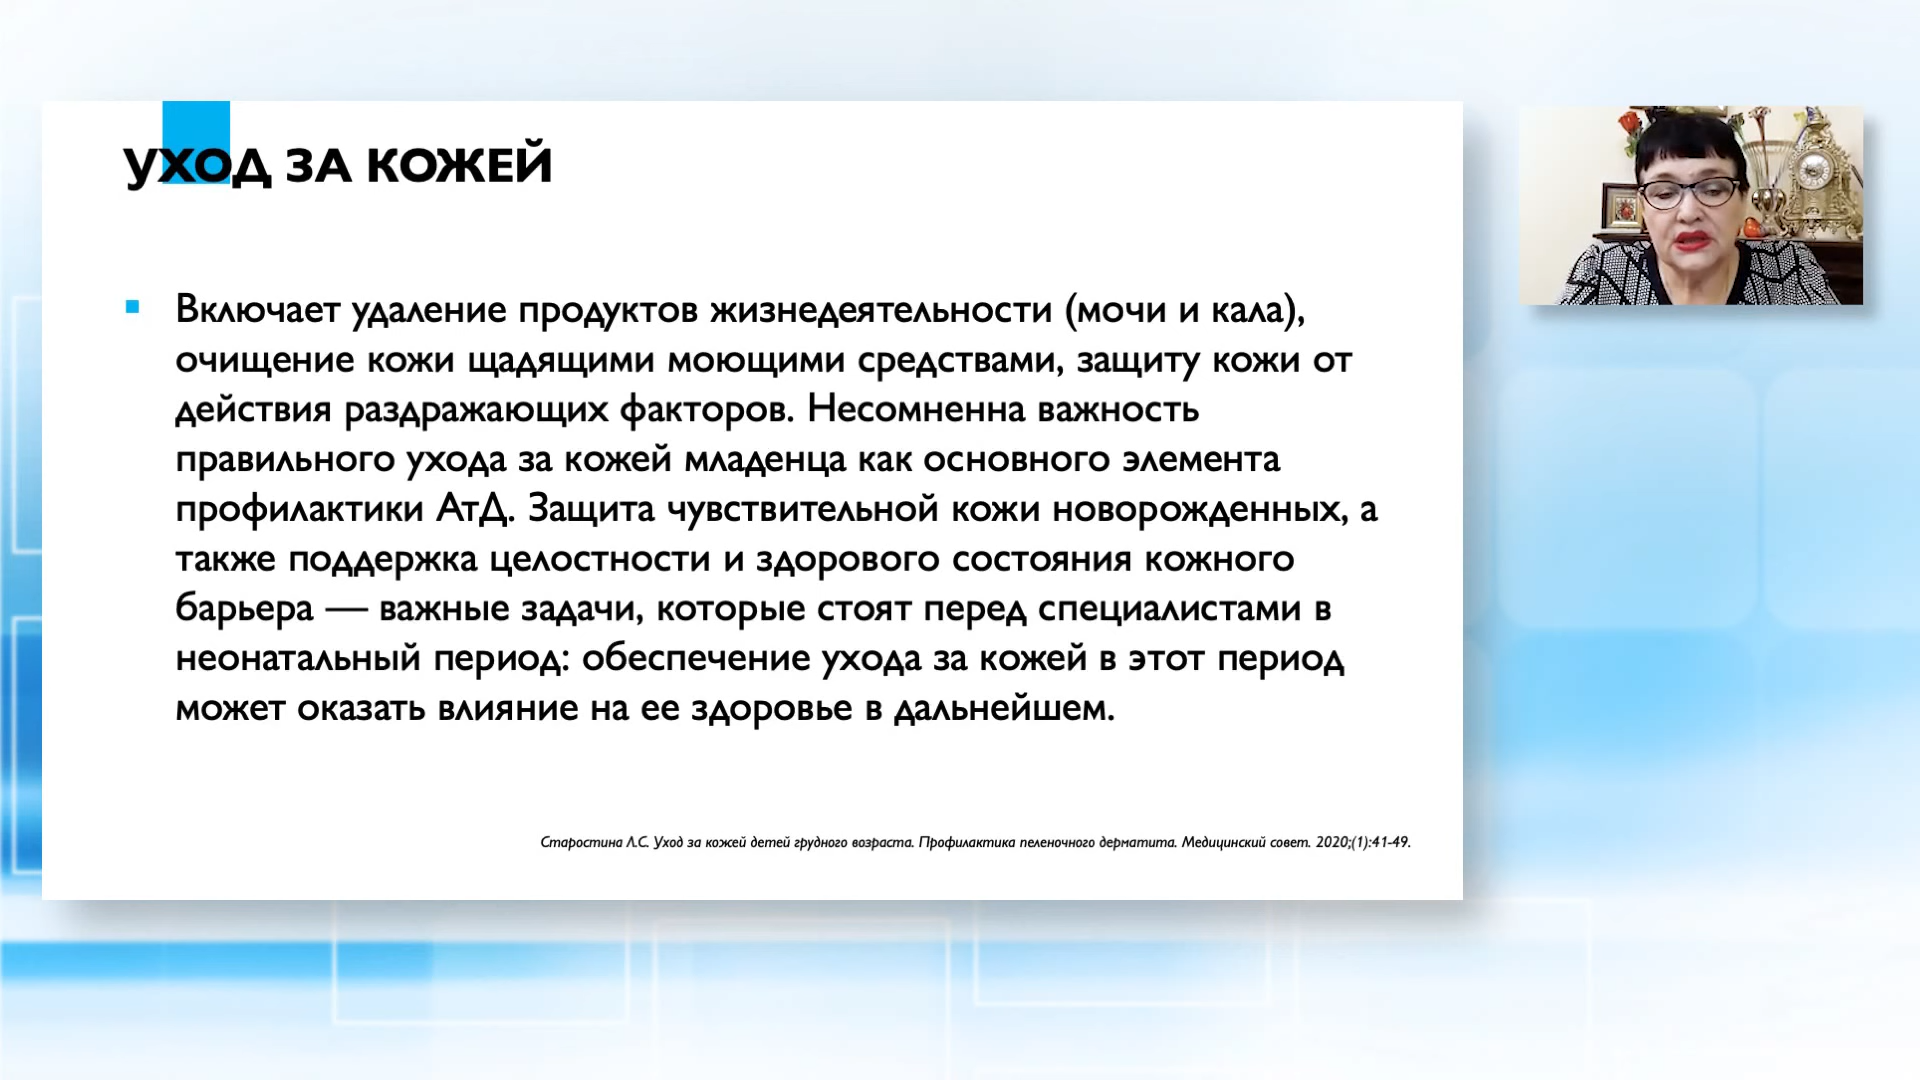 УХОД ЗА КОЖЕЙ
Включает удаление продуктов жизнедеятельности (мочи и кала),
очищение кожи щадящими моющими средствами, защиту кожи от
действия раздражающих факторов. Несомненна важность
правильного ухода за кожей младенца как основного элемента
профилактики АтД. Защита чувствительной кожи новорожденных, а
также поддержка целостности и здорового состояния кожного
барьера — важные задачи, которые стоят перед специалистами в
неонатальный период: обеспечение ухода за кожей в этот период
может оказать влияние на ее здоровье в дальнейшем.
Старостина Л.С. Уход за кожей детей грудного возраста. Профилактика пеленочного дерматита. Медицинский совет. 2020;(1):41-49.